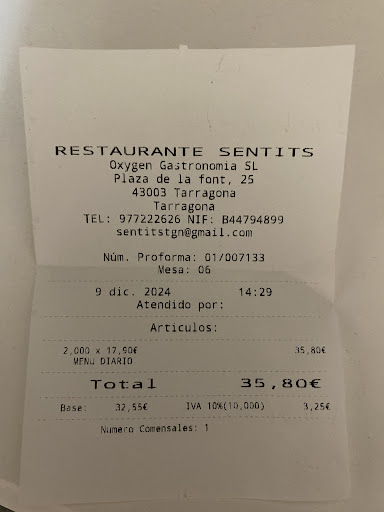 RESTAURANTE SENTITS
Oxygen Gastronomia SL
Plaza de la font, 25
43003 Tarragona
Tarragona
TEL: 977222626 NIF: B44794899
sentitstgn@gmail.com
Núm. Proforma: 01/007133
Mesa: 06
9 dic. 2024 14:29
Atendido por:
Articulos:
2,000 x 17,90€ 35,80€
MENU DIARIO
Total 35,80€
Base: 32,55€ IVA 10%(10,000) 3,25€
Numero Comensales: 1